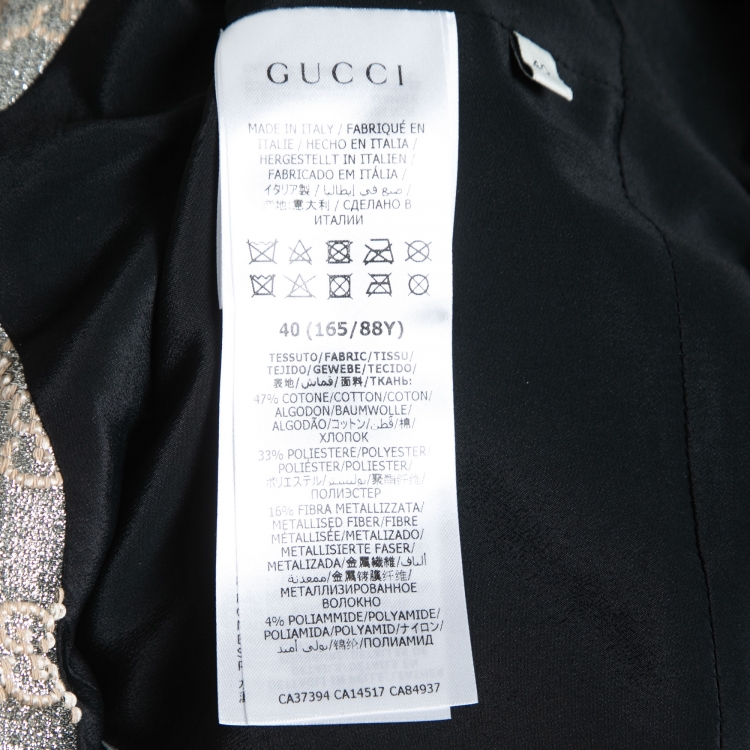 GUCCI
MADE IN ITALY / FABRIQUÉ EN
ITALIE / HECHO EN ITALIA /
HERGESTELLT IN ITALIEN /
FABRICADO EM ITÁLIA /
イタリア製 / صنع في إيطاليا /
产地:意大利 / СДЕЛАНО В
ИТАЛИИ
40 (165/88Y)
TESSUTO/FABRIC/TISSU/
TEJIDO/GEWEBE/TECIDO/
表地/قماش/面料/ТКАНЬ:
47% COTONE/COTTON/COTON/
ALGODON/BAUMWOLLE/
ALGODÃO/コットン/قطن/棉/
ХЛОПОК
33% POLIESTERE/POLYESTER/
POLIÉSTER/POLIESTER/
ポリエステル/بوليستر/聚酯纤维/
ПОЛИЭСТЕР
16% FIBRA METALLIZZATA/
METALLISED FIBER/FIBRE
MÉTALLISÉE/METALIZADO/
METALLISIERTE FASER/
METALIZADA/金属繊維/ألياف
ممعدنة/金属镀膜纤维/
МЕТАЛЛИЗИРОВАННОЕ
ВОЛОКНО
4% POLIAMMIDE/POLYAMIDE/
POLIAMIDA/POLYAMID/ナイロン/
بولي أميد/锦纶/ПОЛИАМИД
CA37394 CA14517 CA84937